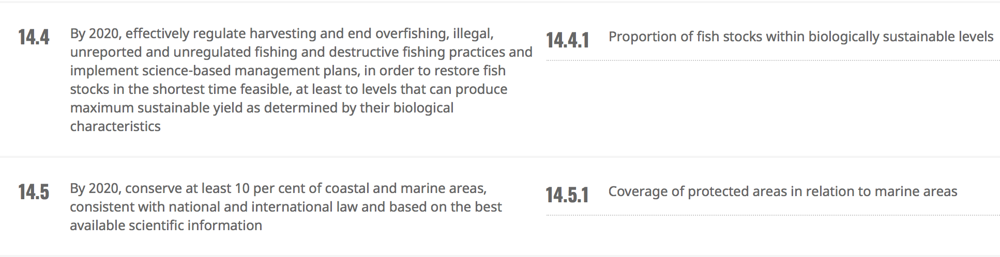 14.4
By 2020, effectively regulate harvesting and end overfishing, illegal,
unreported and unregulated fishing and destructive fishing practices and
implement science-based management plans, in order to restore fish
stocks in the shortest time feasible, at least to levels that can produce
maximum sustainable yield as determined by their biological
characteristics
14.4.1
Proportion of fish stocks within biologically sustainable levels
14.5
By 2020, conserve at least 10 per cent of coastal and marine areas,
consistent with national and international law and based on the best
available scientific information
14.5.1
Coverage of protected areas in relation to marine areas